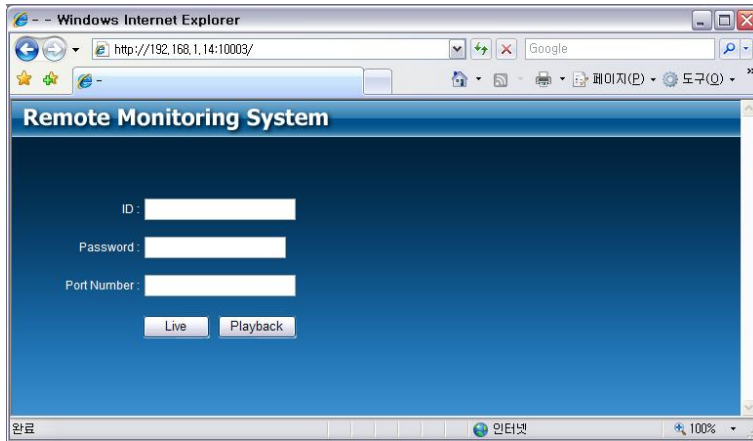 - - Windows Internet Explorer
http://192,168,1,14:10003/
Google
-
페이지(P) 도구(O) »
Remote Monitoring System
ID :
Password :
Port Number :
Live Playback
완료 인터넷 100%